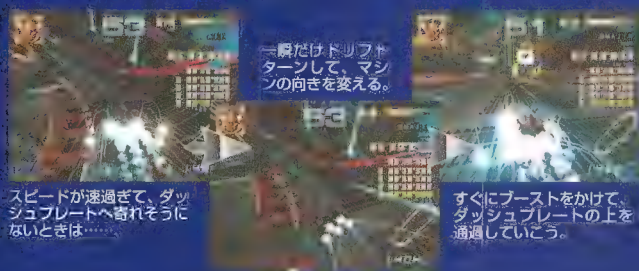 スピードが速過ぎて、ダッ
シュプレートへ寄れそうに
ないときは……
一瞬だけドリフト
ターンして、マシ
ンの向きを変える。
すぐにブーストをかけて、
ダッシュプレートの上を
通過していこう。